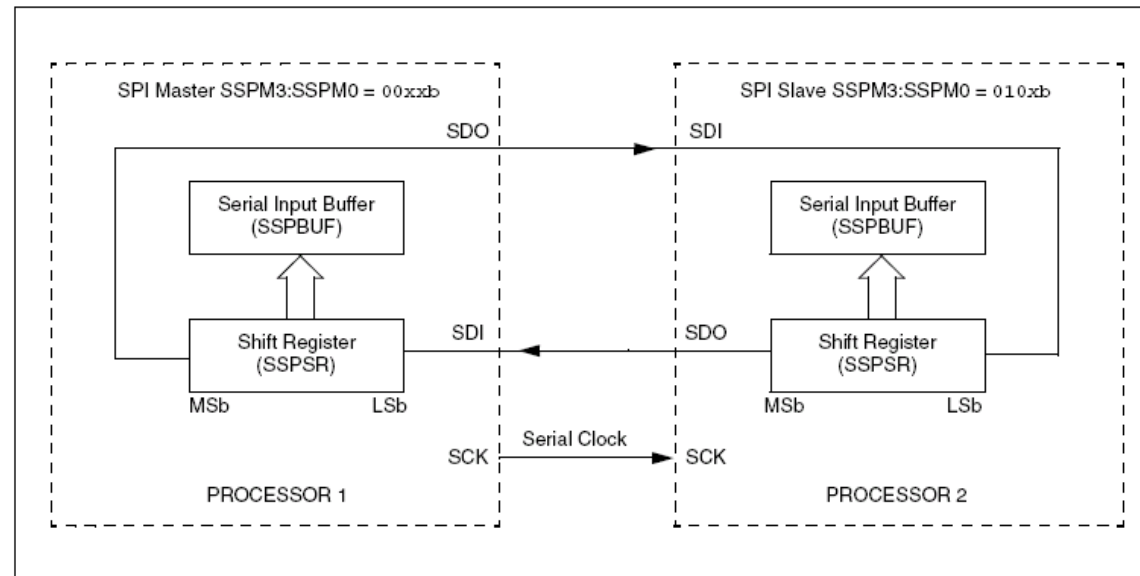 SPI Master SSPM3:SSPM0 = 00xxb
SDO
Serial Input Buffer
(SSPBUF)
Shift Register
(SSPSR)
MSb
LSb
SDI
SCK
PROCESSOR 1
Serial Clock
SPI Slave SSPM3:SSPM0 = 010xb
SDI
Serial Input Buffer
(SSPBUF)
SDO
Shift Register
(SSPSR)
MSb
LSb
SCK
PROCESSOR 2